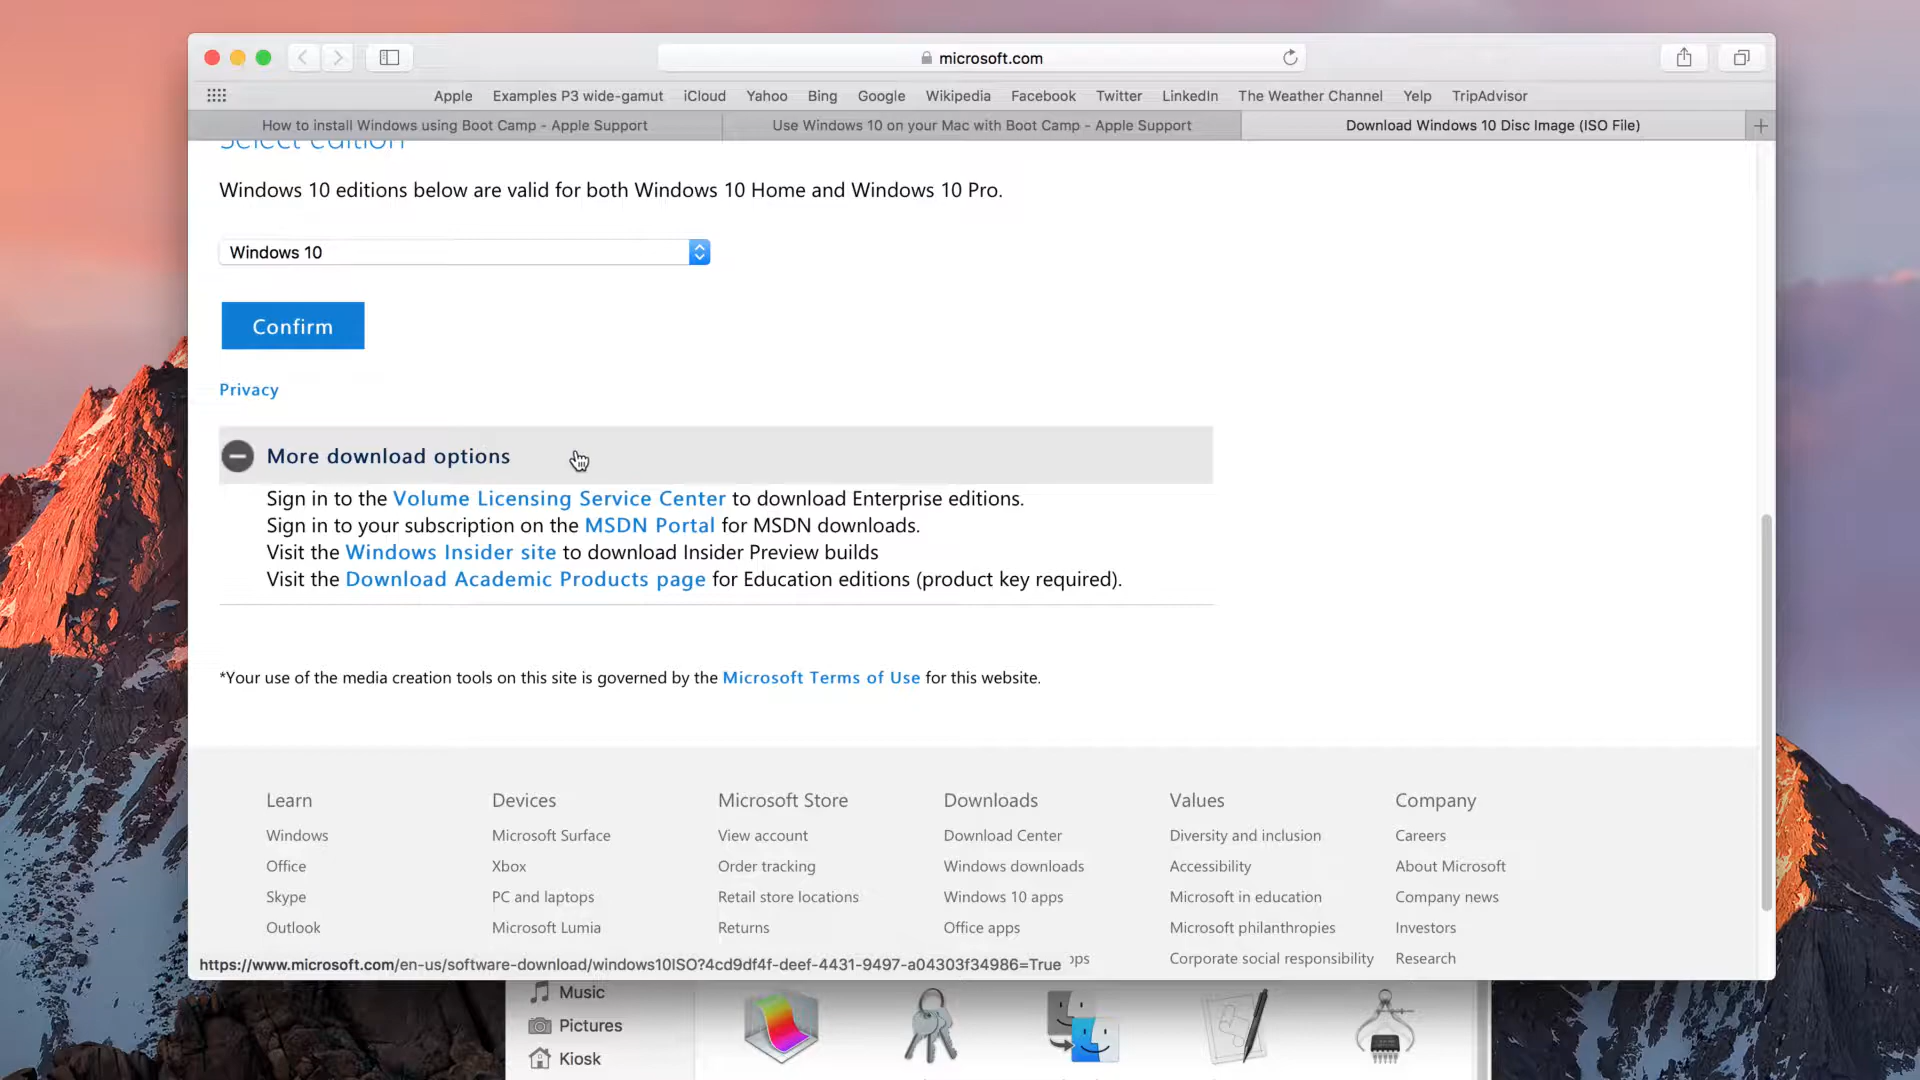 microsoft.com
Apple Examples P3 wide-gamut iCloud Yahoo Bing Google Wikipedia Facebook Twitter LinkedIn The Weather Channel Yelp TripAdvisor
How to install Windows using Boot Camp - Apple Support Use Windows 10 on your Mac with Boot Camp - Apple Support Download Windows 10 Disc Image (ISO File)
Select edition
Windows 10 editions below are valid for both Windows 10 Home and Windows 10 Pro.
Windows 10
Confirm
Privacy
More download options
Sign in to the Volume Licensing Service Center to download Enterprise editions.
Sign in to your subscription on the MSDN Portal for MSDN downloads.
Visit the Windows Insider site to download Insider Preview builds
Visit the Download Academic Products page for Education editions (product key required).
*Your use of the media creation tools on this site is governed by the Microsoft Terms of Use for this website.
Learn Devices Microsoft Store Downloads Values Company
Windows Microsoft Surface View account Download Center Diversity and inclusion Careers
Office Xbox Order tracking Windows downloads Accessibility About Microsoft
Skype PC and laptops Retail store locations Windows 10 apps Microsoft in education Company news
Outlook Microsoft Lumia Returns Office apps Microsoft philanthropies Investors
https://www.microsoft.com/en-us/software-download/windows10ISO?4cd9df4f-deef-4431-9497-a04303f34986=True Corporate social responsibility Research
Music
Pictures
Kiosk